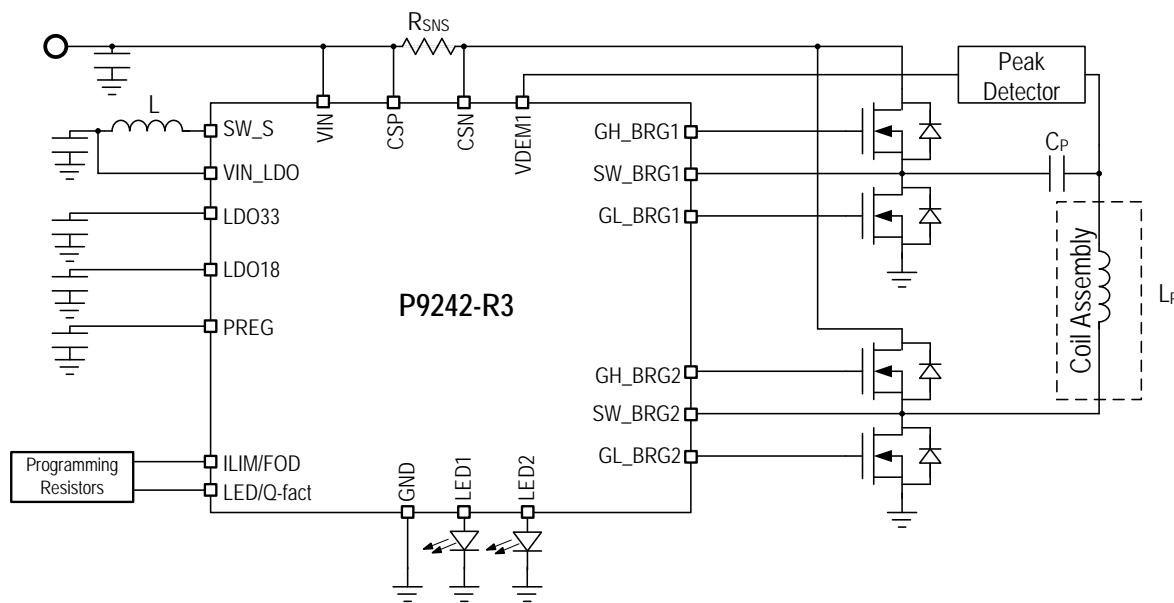 RSNS
Peak
Detector
L
SW_S
VIN
CSP
CSN
VDEM1
GH_BRG1
CP
VIN_LDO
SW_BRG1
LDO33
GL_BRG1
LDO18
Coil Assembly
LP
P9242-R3
PREG
GH_BRG2
SW_BRG2
GL_BRG2
Programming
Resistors
ILIM/FOD
LED/Q-fact
GND
LED1
LED2